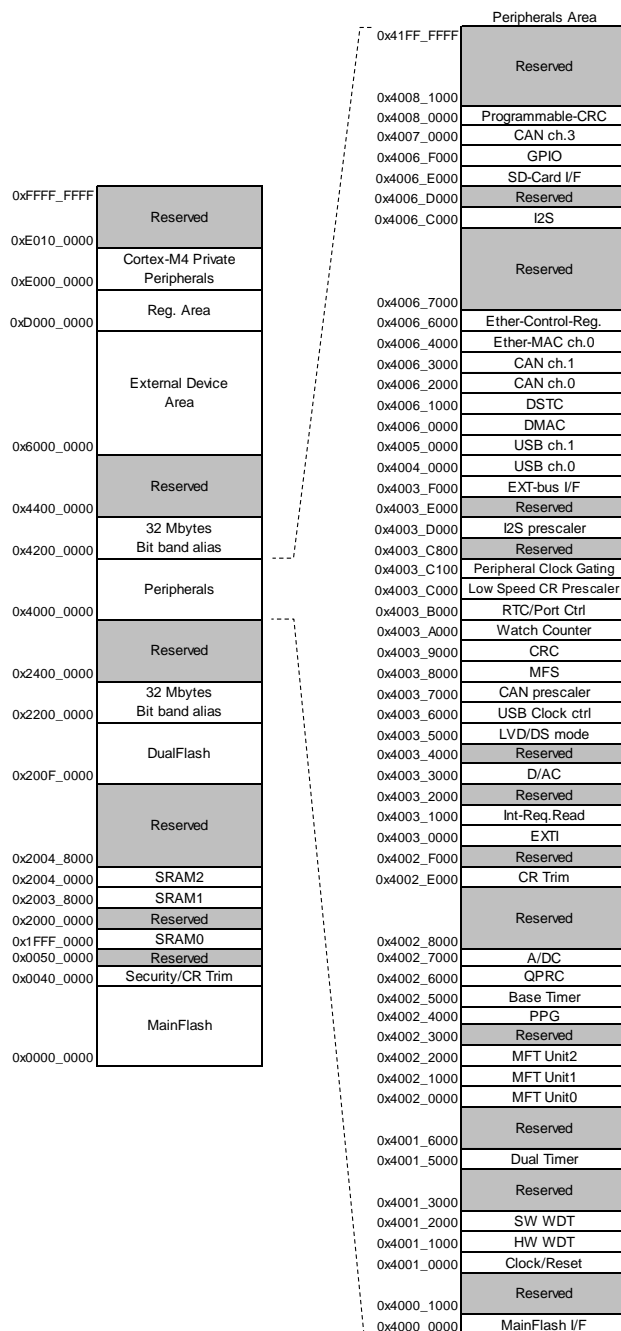 0xFFFF_FFFF
Reserved
0xE010_0000
Cortex-M4 Private
Peripherals
0xE000_0000
Reg. Area
0xD000_0000
External Device
Area
0x6000_0000
Reserved
0x4400_0000
32 Mbytes
Bit band alias
0x4200_0000
Peripherals
0x4000_0000
Reserved
0x2400_0000
32 Mbytes
Bit band alias
0x2200_0000
DualFlash
0x200F_0000
Reserved
0x2004_8000
0x2004_0000 SRAM2
0x2003_8000 SRAM1
0x2000_0000 Reserved
0x1FFF_0000 SRAM0
0x0050_0000 Reserved
0x0040_0000 Security/CR Trim
MainFlash
0x0000_0000
Peripherals Area
0x41FF_FFFF
Reserved
0x4008_1000
0x4008_0000 Programmable-CRC
0x4007_0000 CAN ch.3
0x4006_F000 GPIO
0x4006_E000 SD-Card I/F
0x4006_D000 Reserved
0x4006_C000 I2S
Reserved
0x4006_7000
0x4006_6000 Ether-Control-Reg.
0x4006_4000 Ether-MAC ch.0
0x4006_3000 CAN ch.1
0x4006_2000 CAN ch.0
0x4006_1000 DSTC
0x4006_0000 DMAC
0x4005_0000 USB ch.1
0x4004_0000 USB ch.0
0x4003_F000 EXT-bus I/F
0x4003_E000 Reserved
0x4003_D000 I2S prescaler
0x4003_C800 Reserved
0x4003_C100 Peripheral Clock Gating
0x4003_C000 Low Speed CR Prescaler
0x4003_B000 RTC/Port Ctrl
0x4003_A000 Watch Counter
0x4003_9000 CRC
0x4003_8000 MFS
0x4003_7000 CAN prescaler
0x4003_6000 USB Clock ctrl
0x4003_5000 LVD/DS mode
0x4003_4000 Reserved
0x4003_3000 D/AC
0x4003_2000 Reserved
0x4003_1000 Int-Req.Read
0x4003_0000 EXTI
0x4002_F000 Reserved
0x4002_E000 CR Trim
Reserved
0x4002_8000
0x4002_7000 A/DC
0x4002_6000 QPRC
0x4002_5000 Base Timer
0x4002_4000 PPG
0x4002_3000 Reserved
0x4002_2000 MFT Unit2
0x4002_1000 MFT Unit1
0x4002_0000 MFT Unit0
Reserved
0x4001_6000
0x4001_5000 Dual Timer
Reserved
0x4001_3000
0x4001_2000 SW WDT
0x4001_1000 HW WDT
0x4001_0000 Clock/Reset
Reserved
0x4000_1000
0x4000_0000 MainFlash I/F